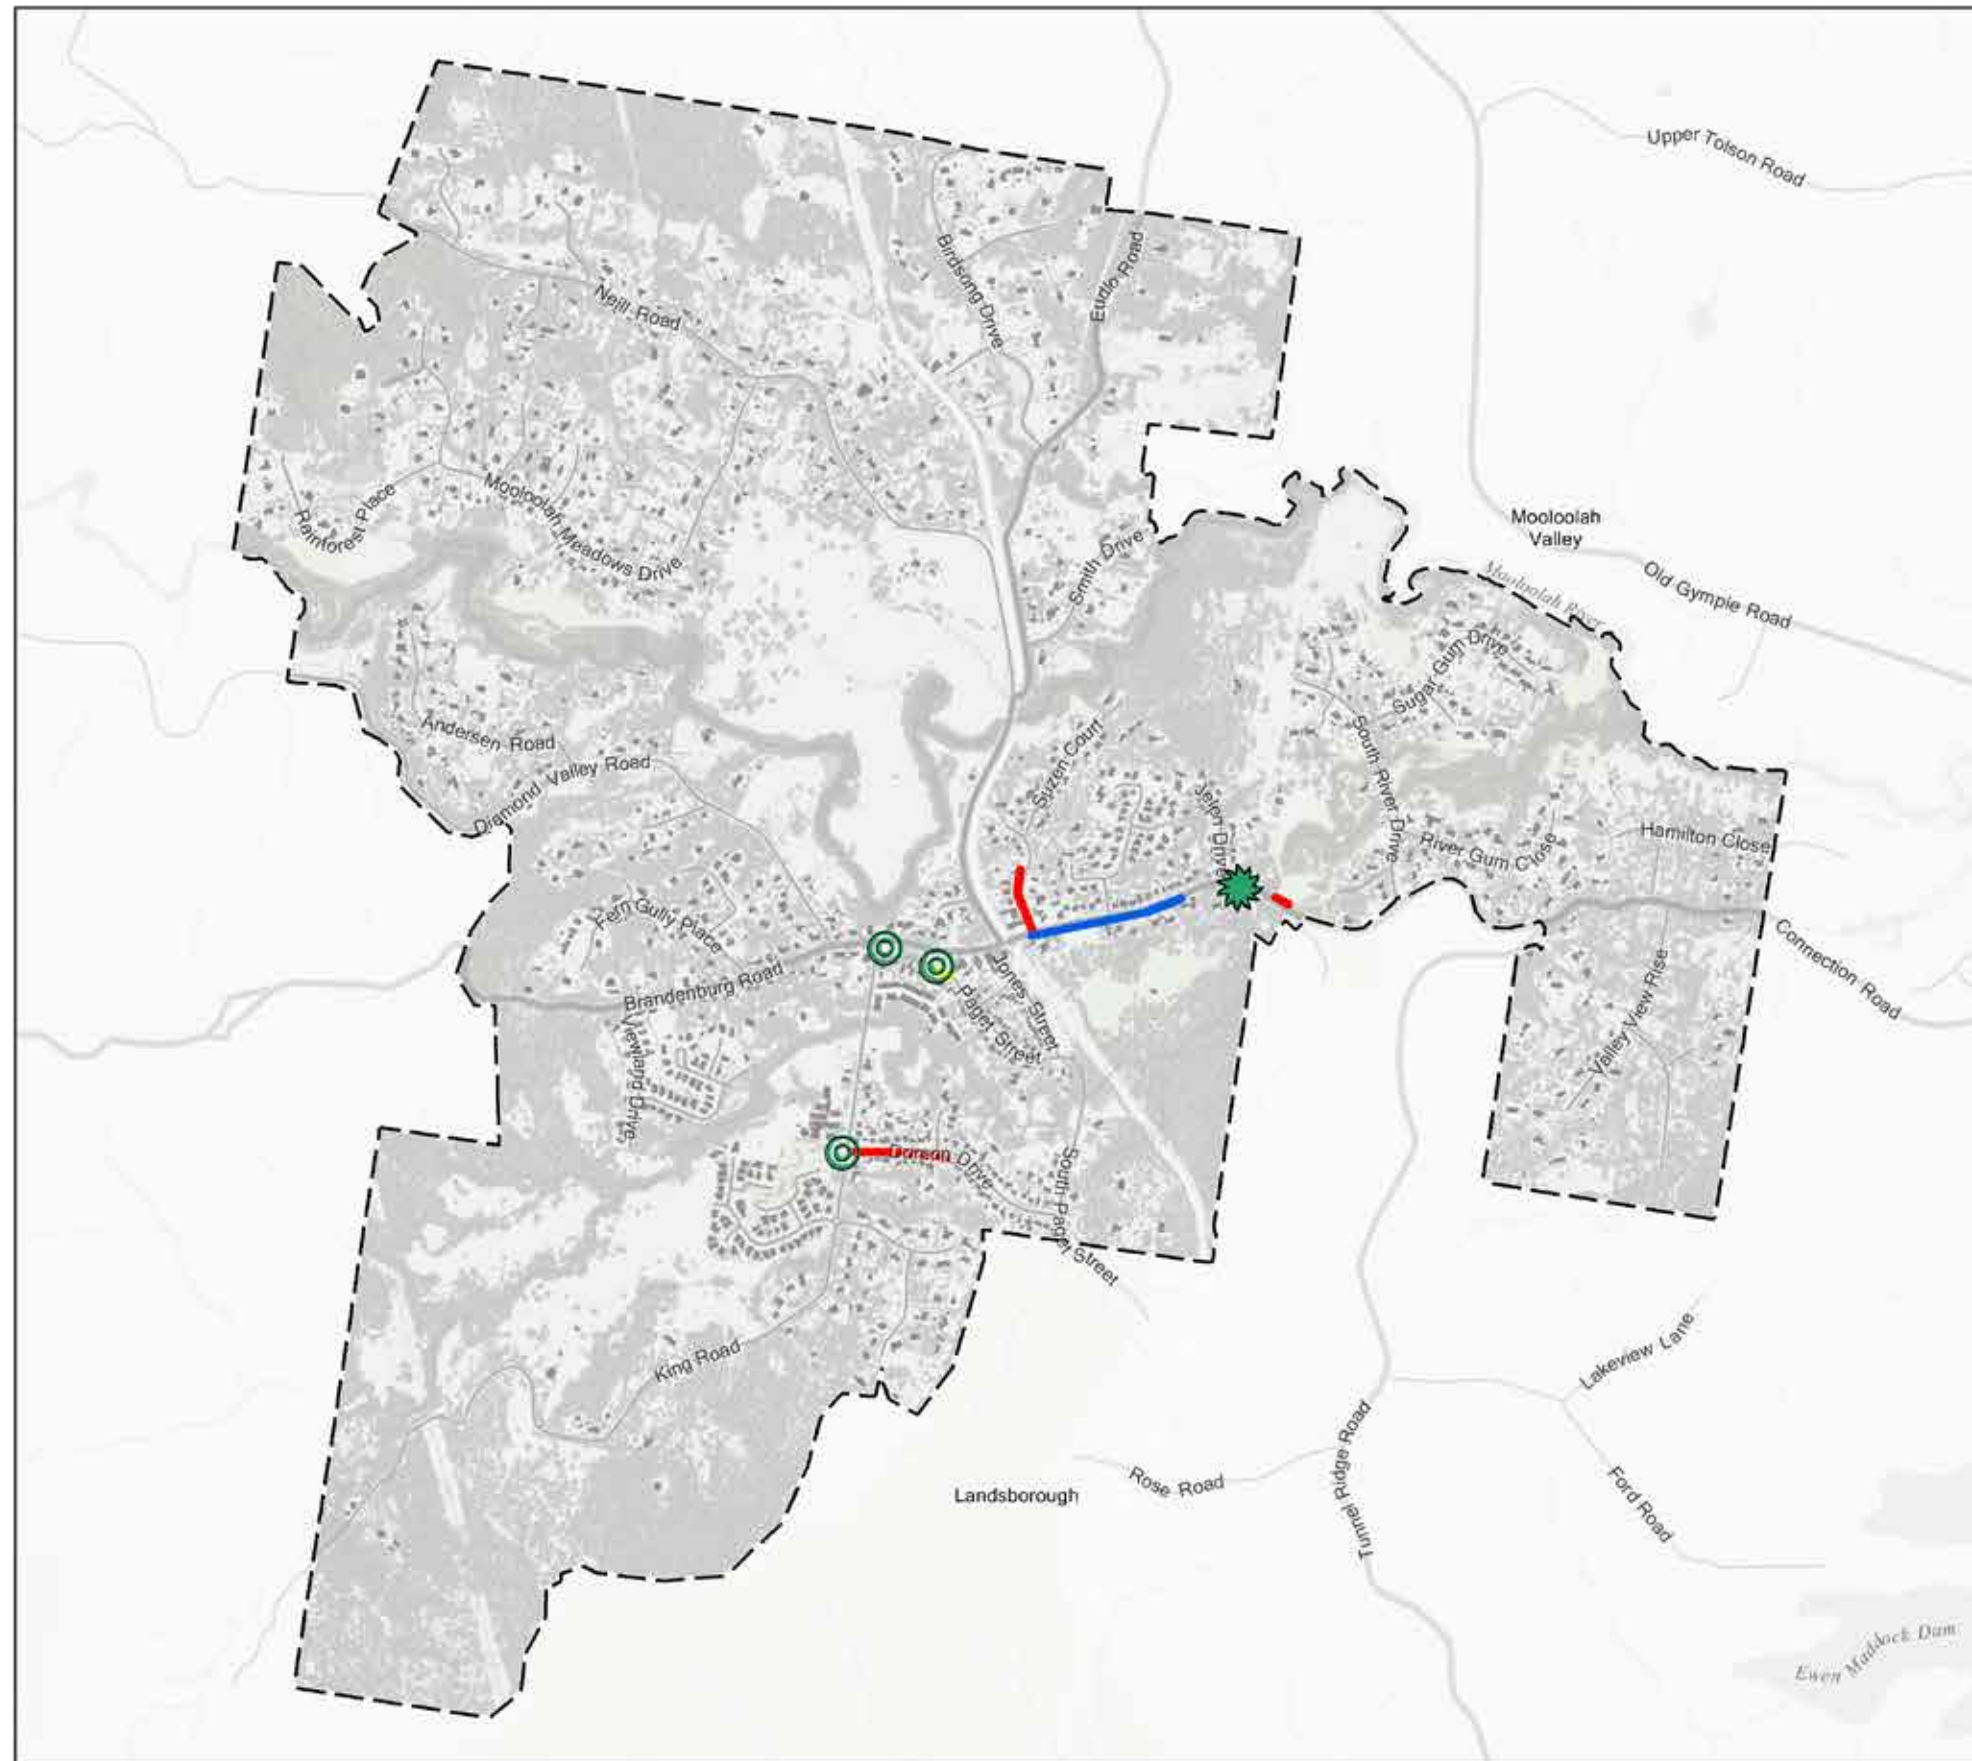 Upper Tolson Road
Birdsong Drive
Eudlo Road
Neill Road
Rainforest Place
Mooloolah Meadows Drive
Smith Drive
Mooloolah
Valley
Mooloolah River
Old Gympie Road
Sugar Gum Drive
South River Drive
Andersen Road
Diamond Valley Road
Suzen Court
Jelen Drive
River Gum Close
Hamilton Close
Fern Gully Place
Brandenburg Road
Jones Street
Paget Street
Connection Road
Viewland Drive
Valley View Rise
Dorson Drive
South Paget Street
King Road
Lakeview Lane
Landsborough
Rose Road
Tunnel Ridge Road
Ford Road
Ewen Maddock Dam